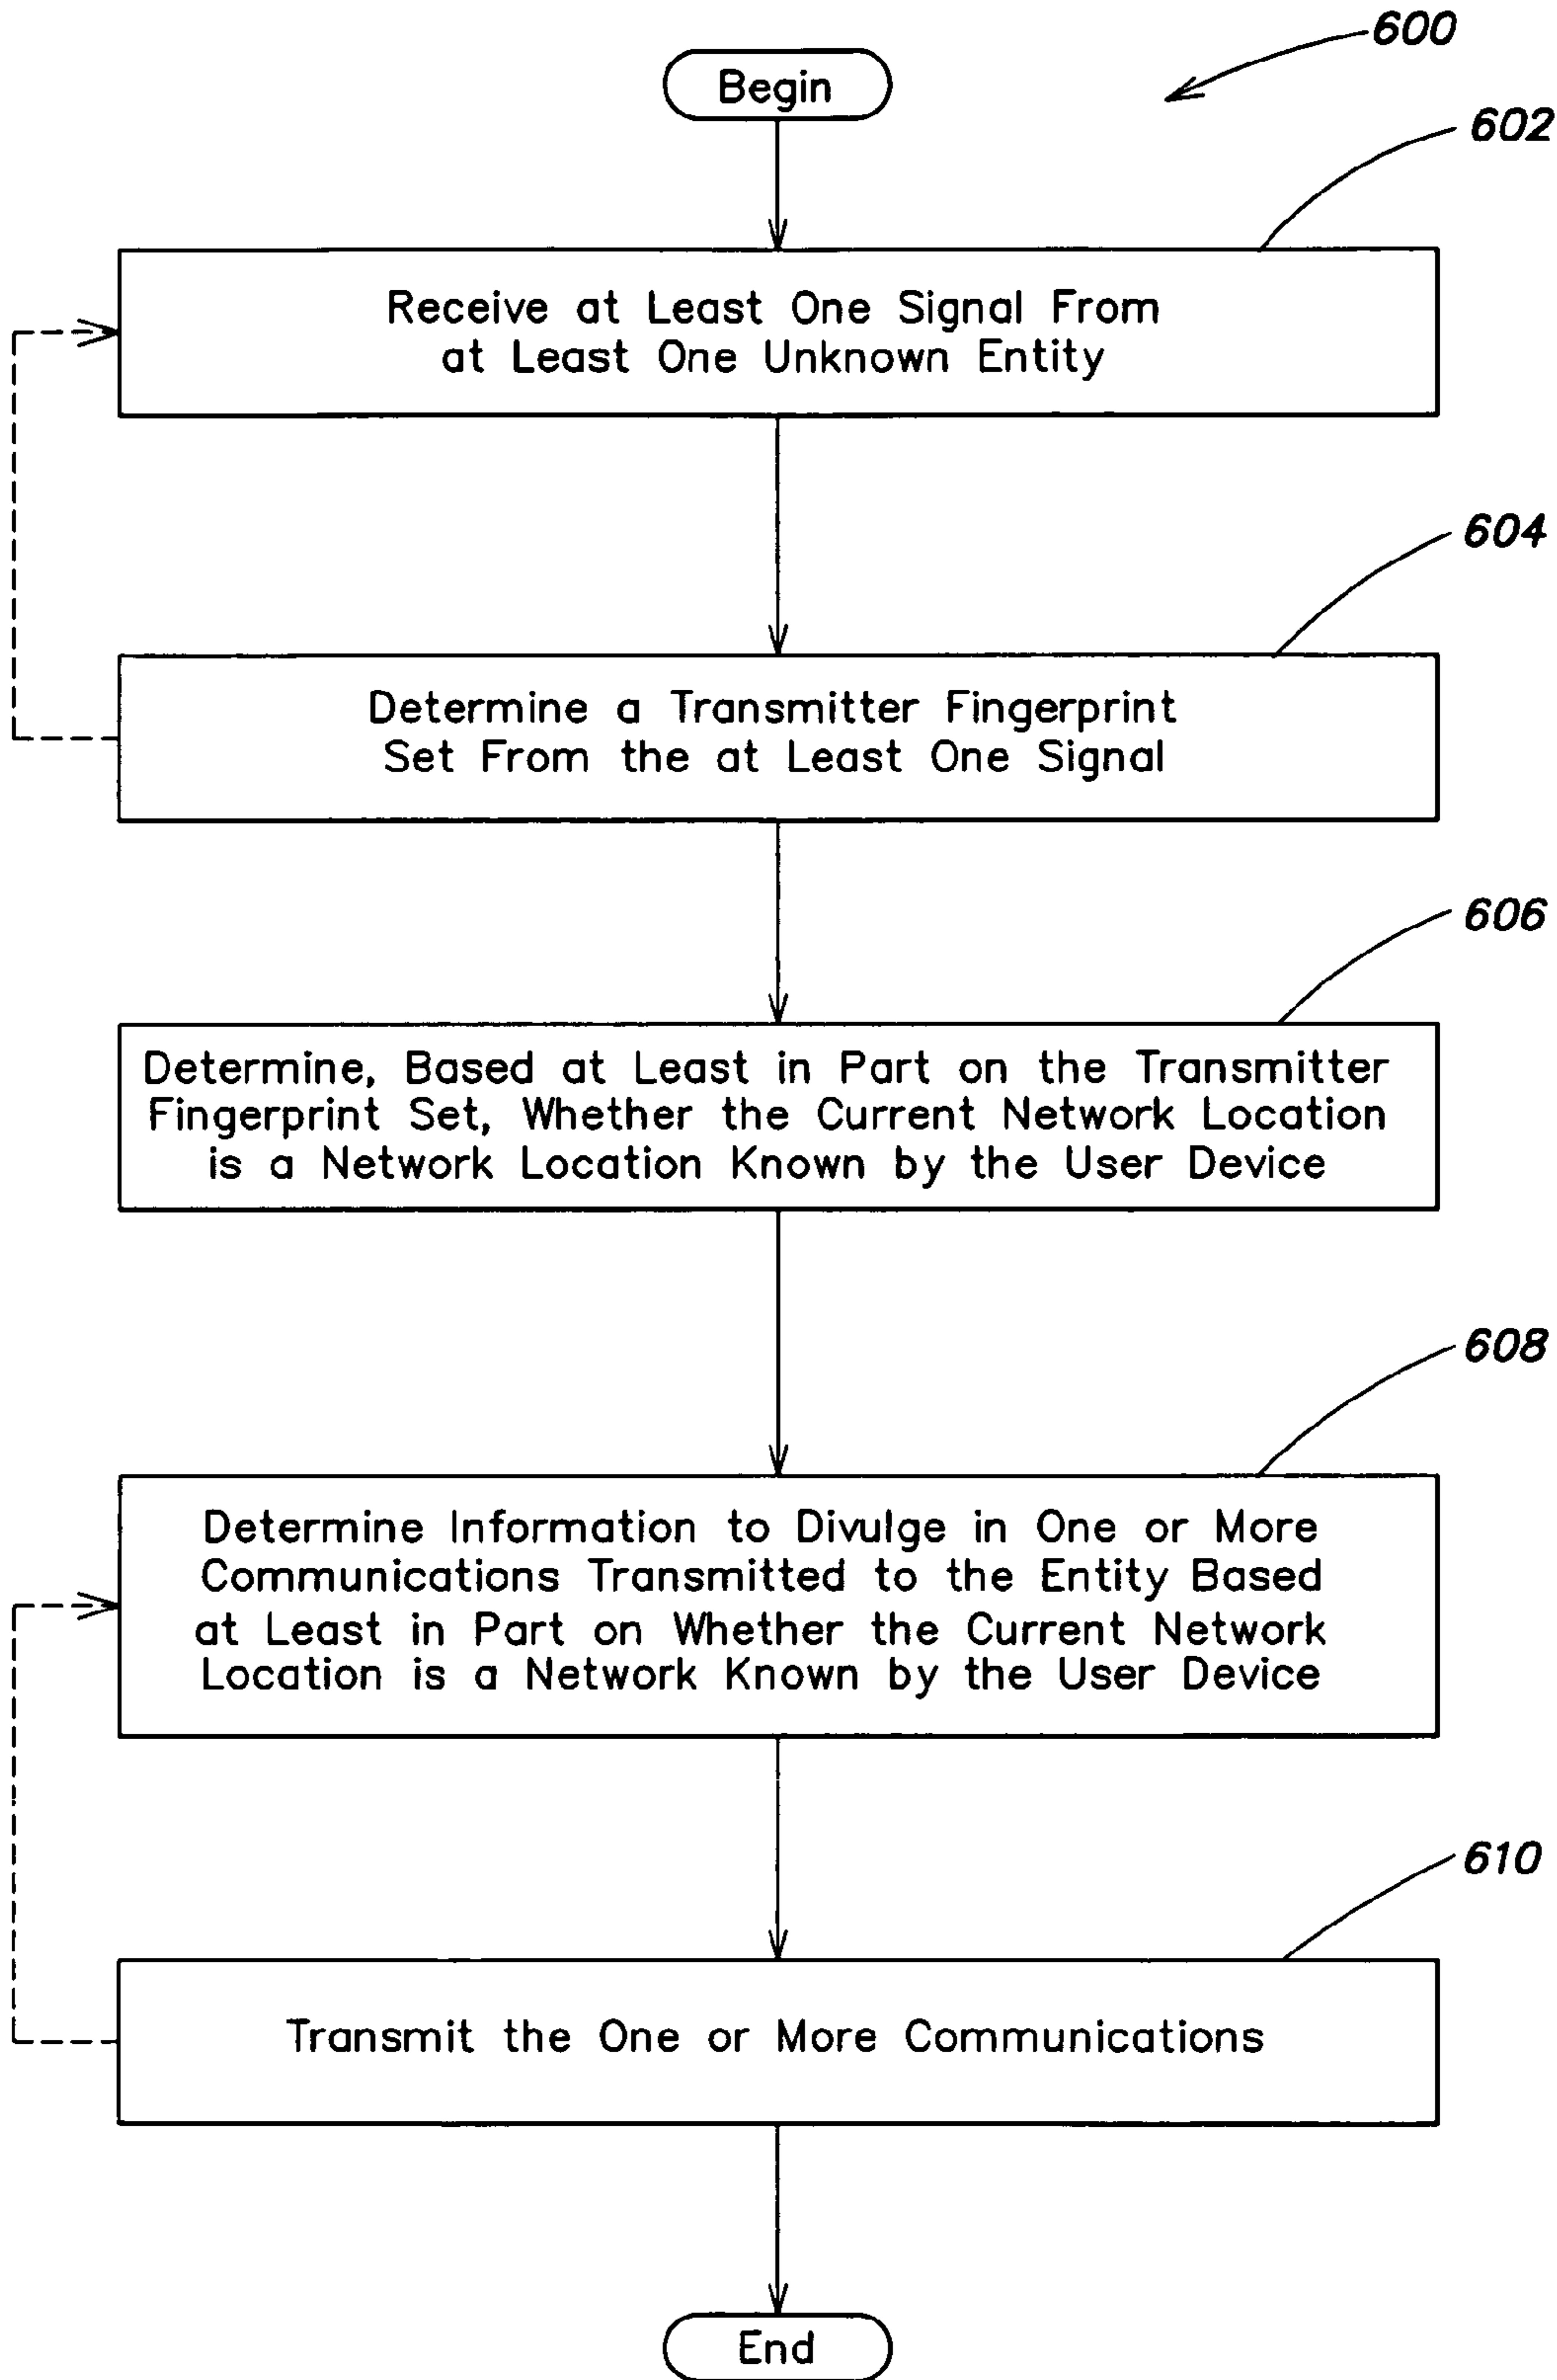 600
Begin
602
Receive at Least One Signal From
at Least One Unknown Entity
604
Determine a Transmitter Fingerprint
Set From the at Least One Signal
606
Determine, Based at Least in Part on the Transmitter
Fingerprint Set, Whether the Current Network Location
is a Network Location Known by the User Device
608
Determine Information to Divulge in One or More
Communications Transmitted to the Entity Based
at Least in Part on Whether the Current Network
Location is a Network Known by the User Device
610
Transmit the One or More Communications
End